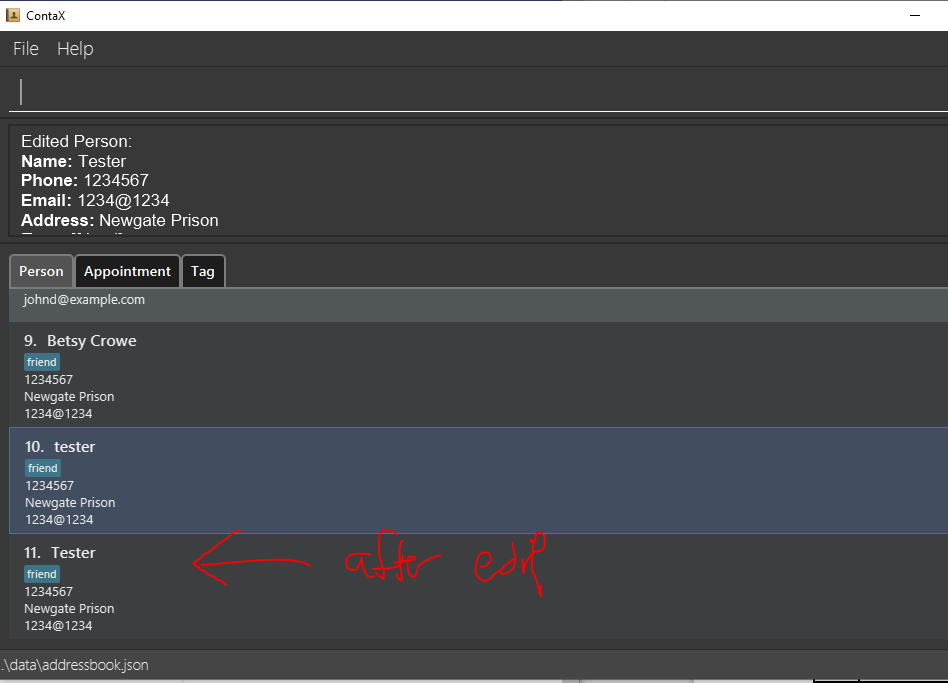 ContaX
File Help
Edited Person:
Name: Tester
Phone: 1234567
Email: 1234@1234
Address: Newgate Prison
Person Appointment Tag
johnd@example.com
9. Betsy Crowe
friend
1234567
Newgate Prison
1234@1234
10. tester
friend
1234567
Newgate Prison
1234@1234
11. Tester
after edit
friend
1234567
Newgate Prison
1234@1234
.\data\addressbook.json